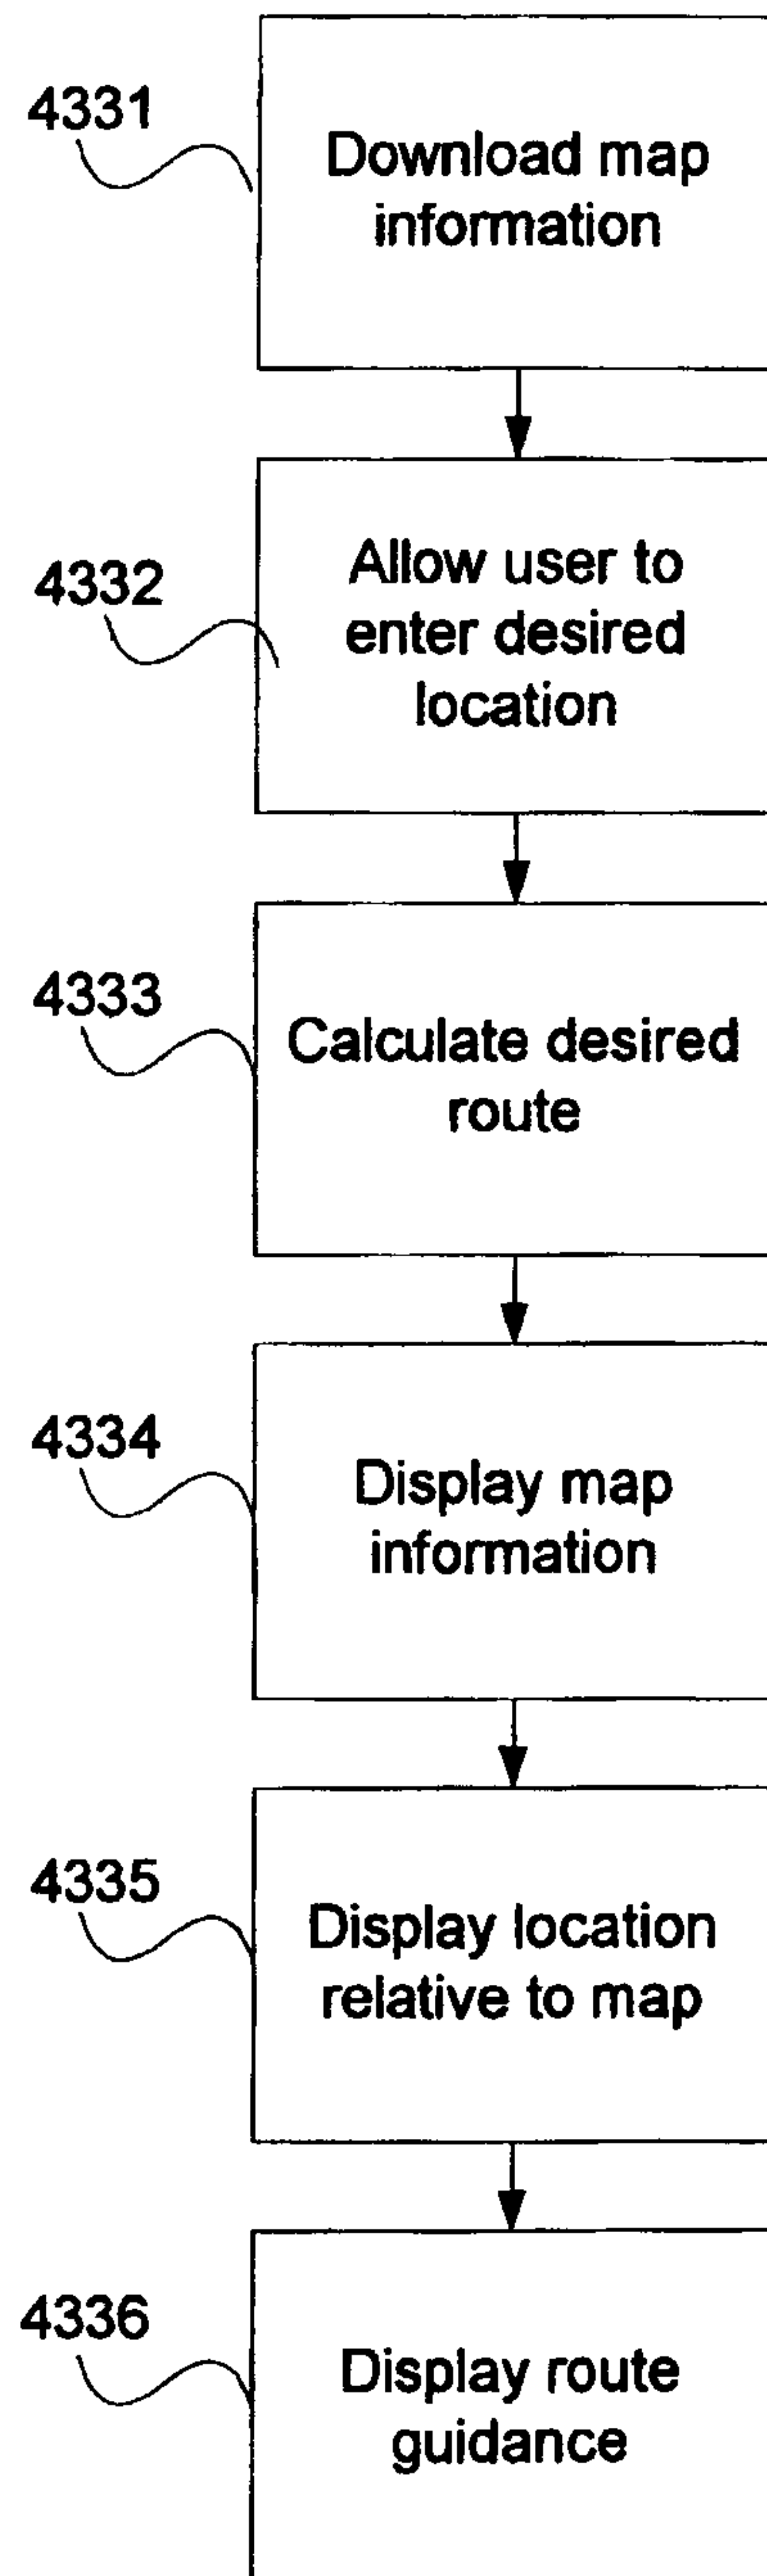 4331
Download map
information
4332
Allow user to
enter desired
location
4333
Calculate desired
route
4334
Display map
information
4335
Display location
relative to map
4336
Display route
guidance